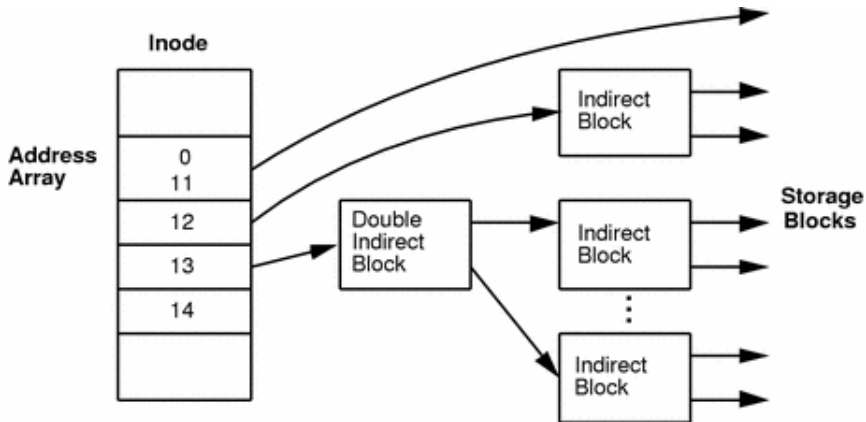 Inode
Address
Array
0
11
12
13
14
Double
Indirect
Block
Indirect
Block
Indirect
Block
Indirect
Block
Storage
Blocks